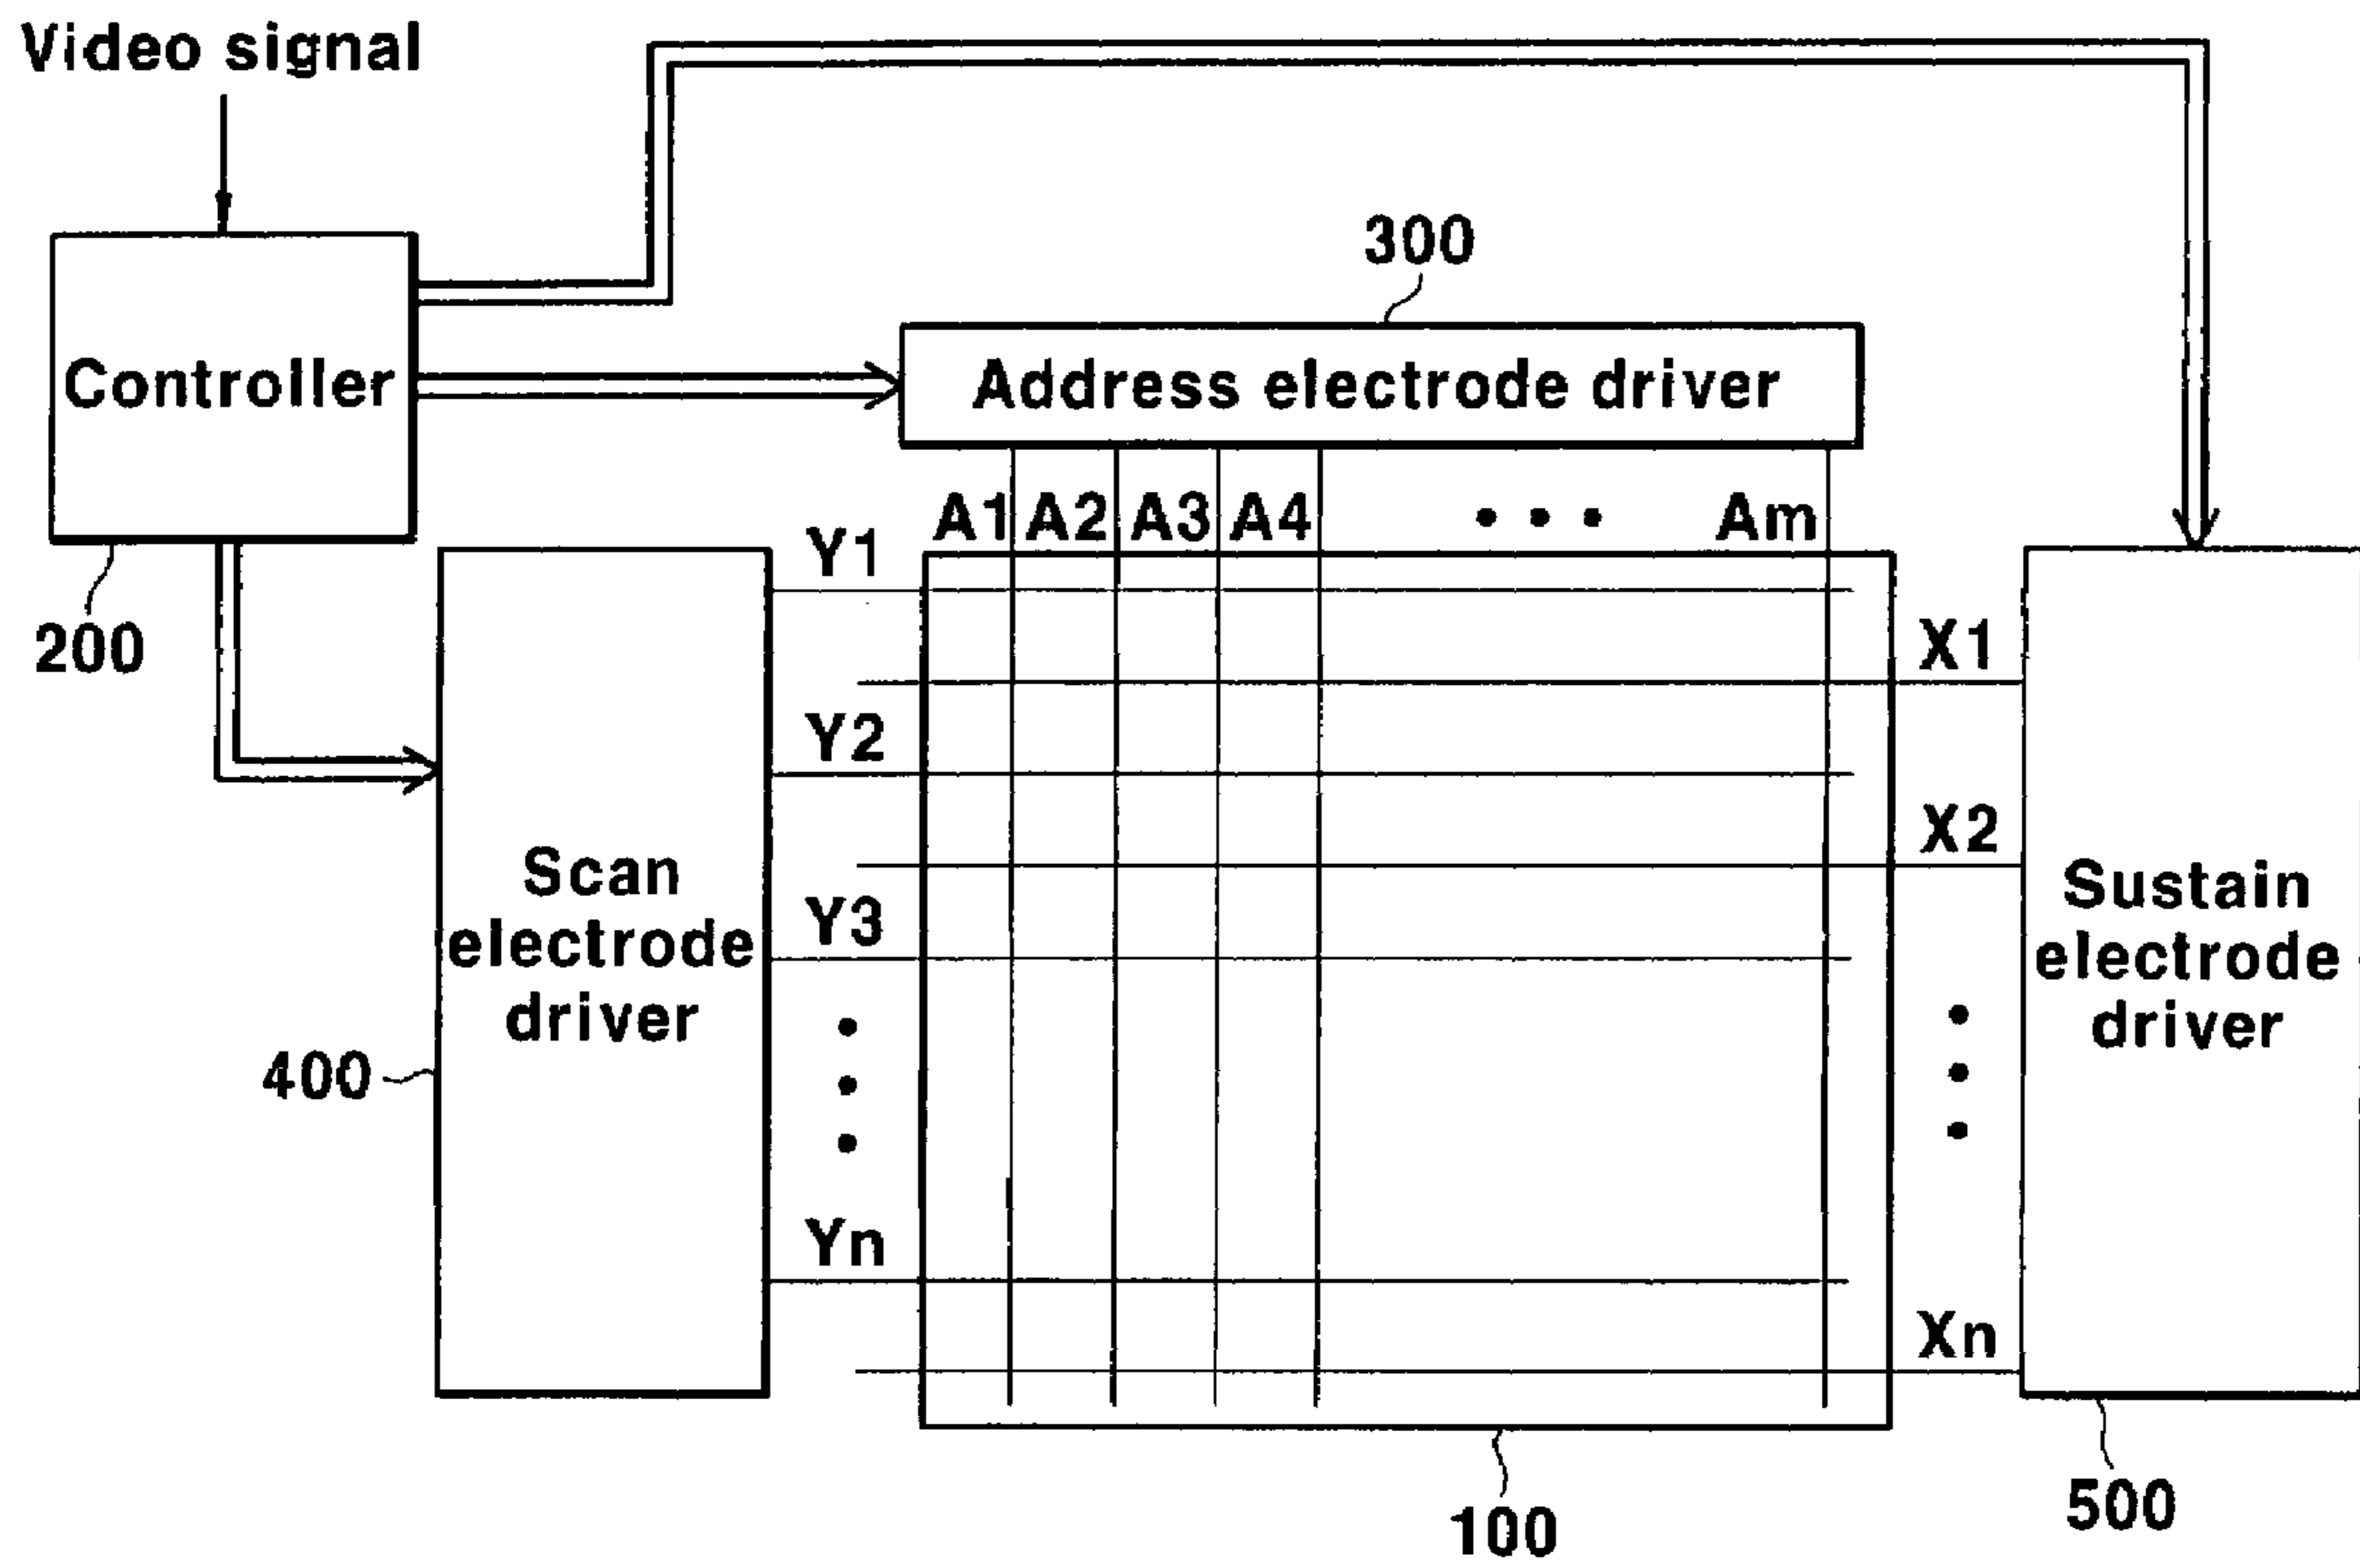 Video signal
300
Controller
Address electrode driver
A1 A2 A3 A4 • • • Am
Y1
200
X1
Y2
X2
Scan
electrode
driver
Y3
Sustain
electrode
driver
•
•
•
•
•
•
400
Yn
Xn
100
500